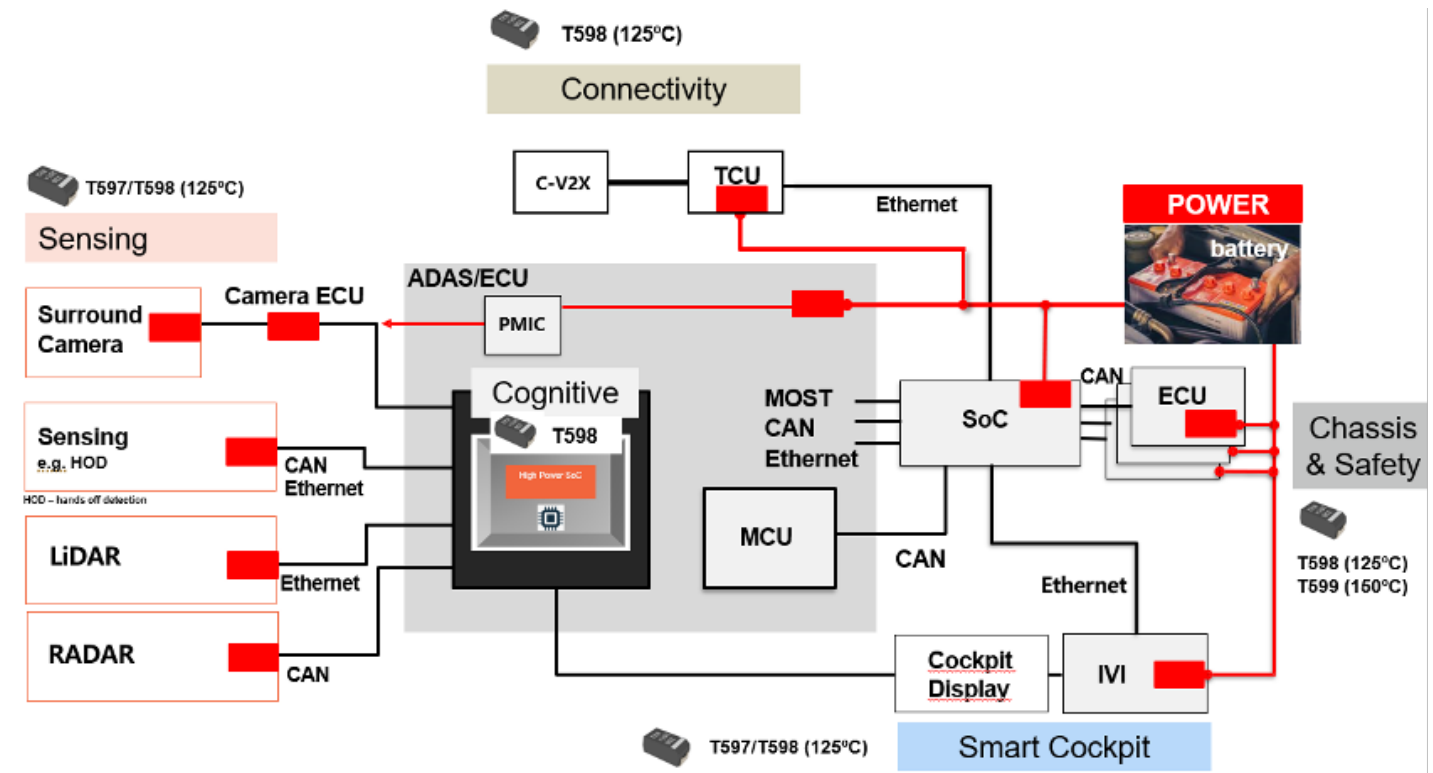 T598 (125ºC)
Connectivity
C-V2X
TCU
Ethernet
POWER
battery
T597/T598 (125ºC)
Sensing
Surround
Camera
Camera ECU
ADAS/ECU
PMIC
Cognitive
T598
High Power SoC
Sensing
e.g. HOD
CAN
Ethernet
HOD – hands off detection
LiDAR
Ethernet
RADAR
CAN
MOST
CAN
Ethernet
SoC
CAN
ECU
MCU
CAN
Ethernet
Chassis
& Safety
T598 (125ºC)
T599 (150ºC)
Cockpit
Display
IVI
T597/T598 (125ºC)
Smart Cockpit